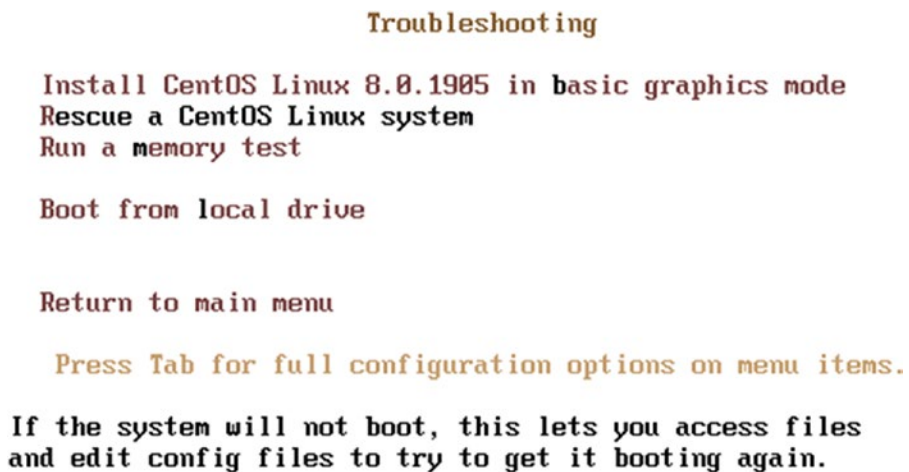 Troubleshooting
Install CentOS Linux 8.0.1905 in basic graphics mode
Rescue a CentOS Linux system
Run a memory test
Boot from local drive
Return to main menu
Press Tab for full configuration options on menu items.
If the system will not boot, this lets you access files
and edit config files to try to get it booting again.